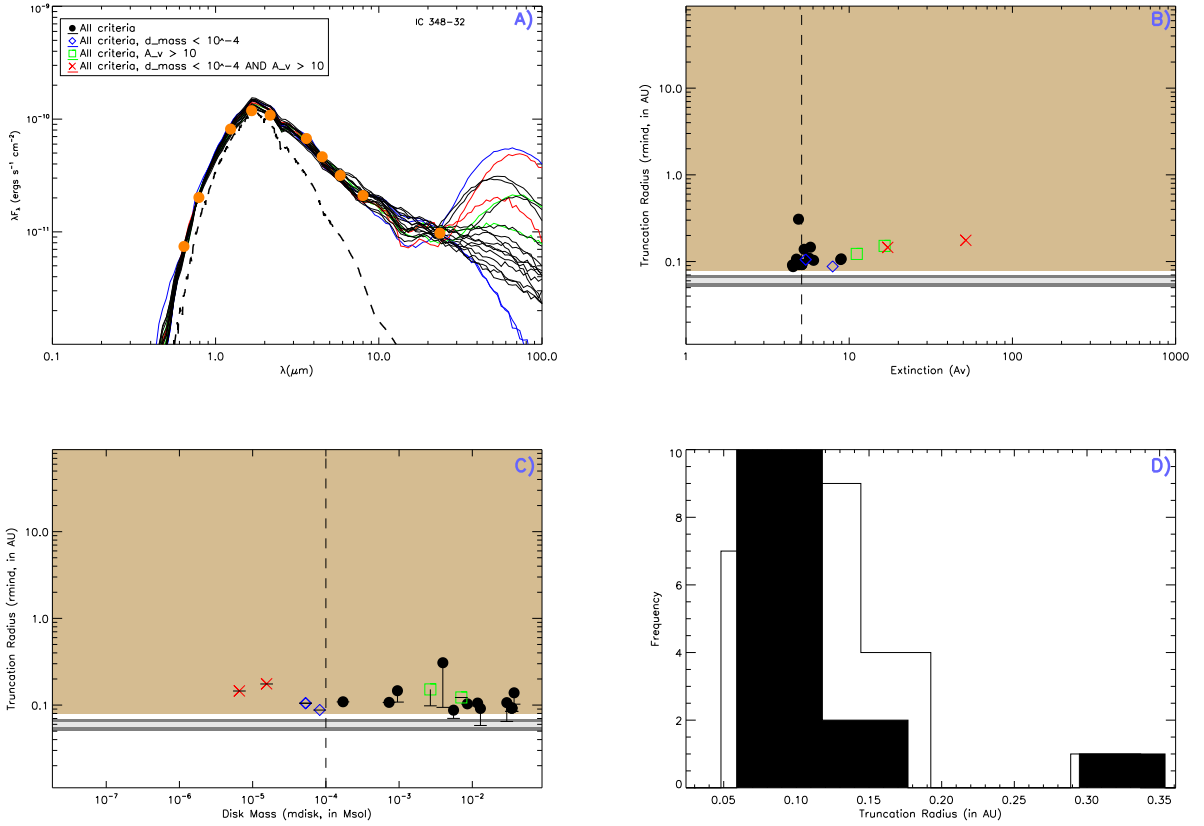 IC 348-32
A)
All criteria
All criteria, d_mass < 10^-4
All criteria, A_v > 10
All criteria, d_mass < 10^-4 AND A_v > 10
10⁻⁹
10⁻¹⁰
10⁻¹¹
λFλ (ergs s⁻¹ cm⁻²)
0.1 1.0 10.0 100.0
λ(μm)
B)
10.0
1.0
0.1
Truncation Radius (rmind, in AU)
1 10 100 1000
Extinction (Av)
C)
10.0
1.0
0.1
Truncation Radius (rmind, in AU)
10⁻⁷ 10⁻⁶ 10⁻⁵ 10⁻⁴ 10⁻³ 10⁻²
Disk Mass (mdisk, in Msol)
D)
10
8
6
4
2
0
Frequency
0.05 0.10 0.15 0.20 0.25 0.30 0.35
Truncation Radius (in AU)